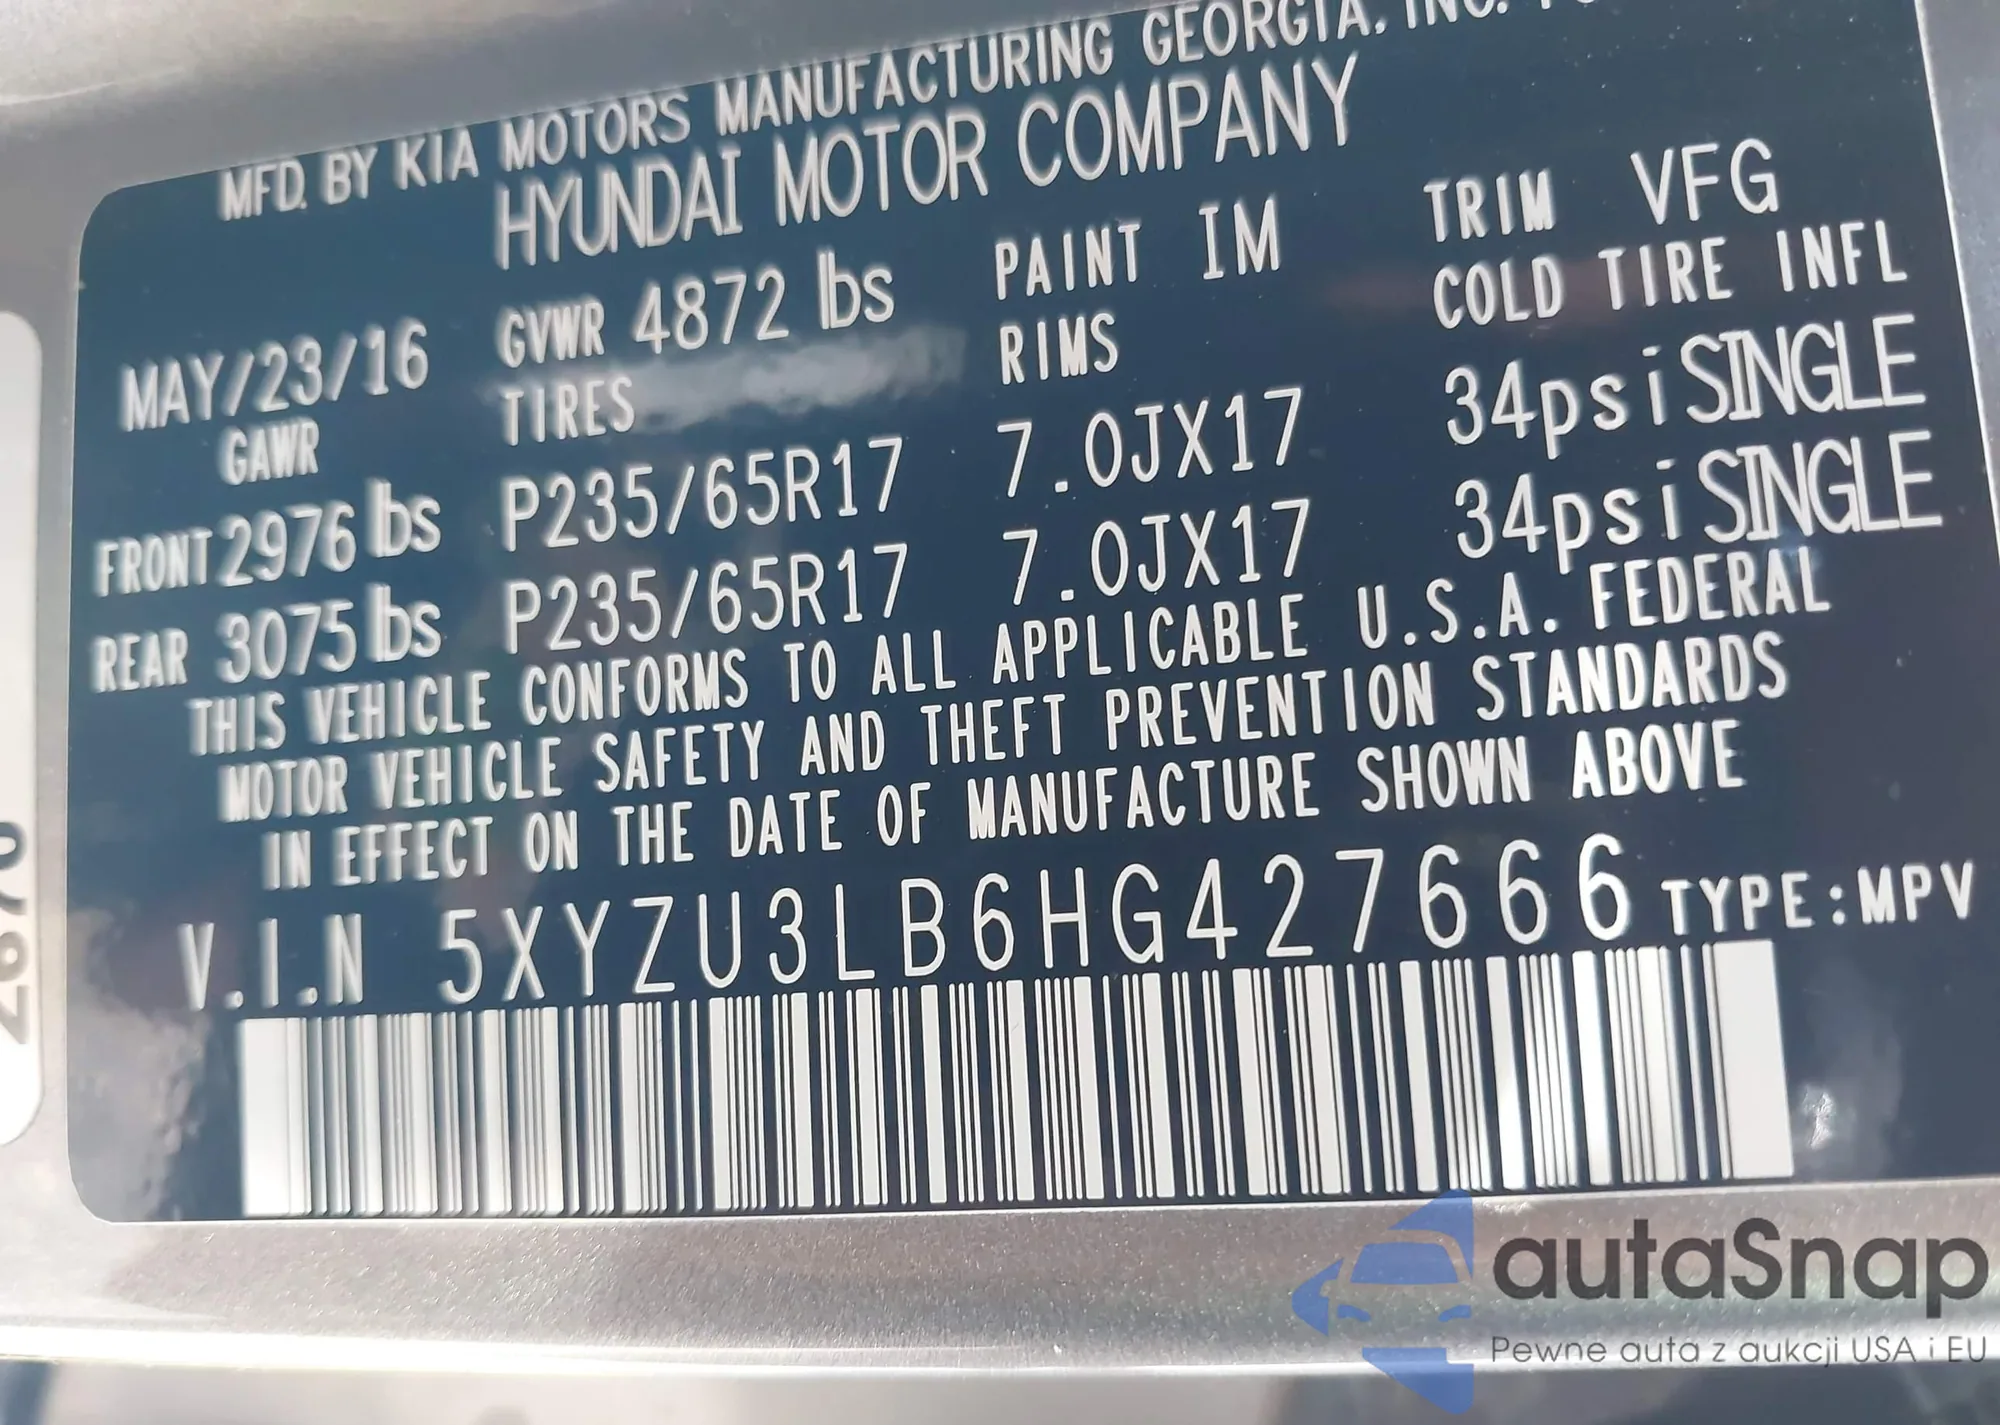 MFD. BY KIA MOTORS MANUFACTURING GEORGIA, INC.
HYUNDAI MOTOR COMPANY
MAY/23/16 GVWR 4872 lbs PAINT IM TRIM VFG
GAWR TIRES RIMS COLD TIRE INFL
FRONT 2976 lbs P235/65R17 7.0JX17 34psi SINGLE
REAR 3075 lbs P235/65R17 7.0JX17 34psi SINGLE
THIS VEHICLE CONFORMS TO ALL APPLICABLE U.S.A. FEDERAL
MOTOR VEHICLE SAFETY AND THEFT PREVENTION STANDARDS
IN EFFECT ON THE DATE OF MANUFACTURE SHOWN ABOVE
V.I.N 5XYZU3LB6HG427666 TYPE:MPV
autaSnap
Pewne auta z aukcji USA i EU